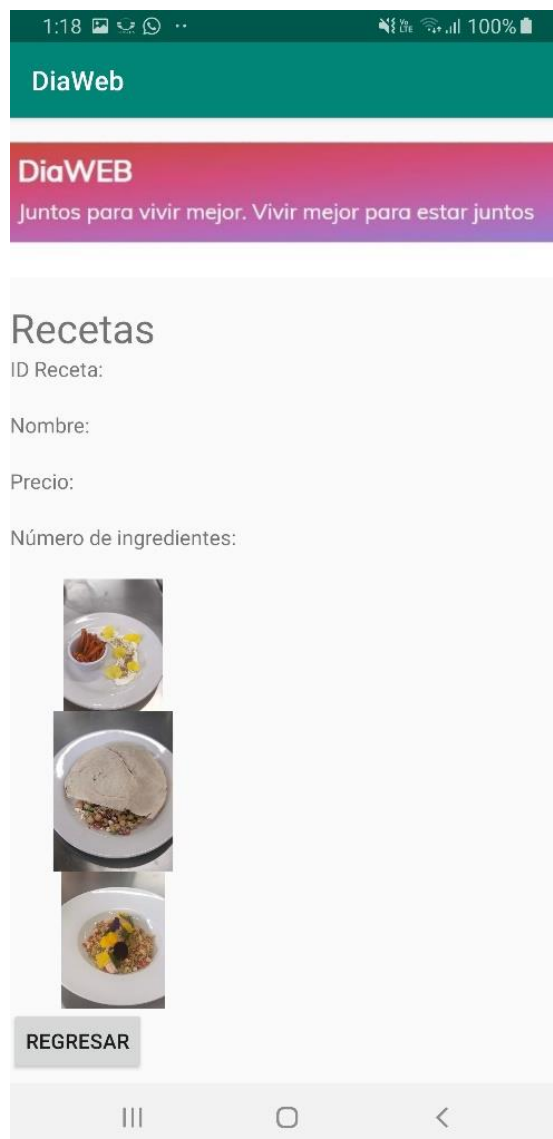 1:18 100%
DiaWeb
DiaWEB
Juntos para vivir mejor. Vivir mejor para estar juntos
Recetas
ID Receta:
Nombre:
Precio:
Número de ingredientes:
REGRESAR